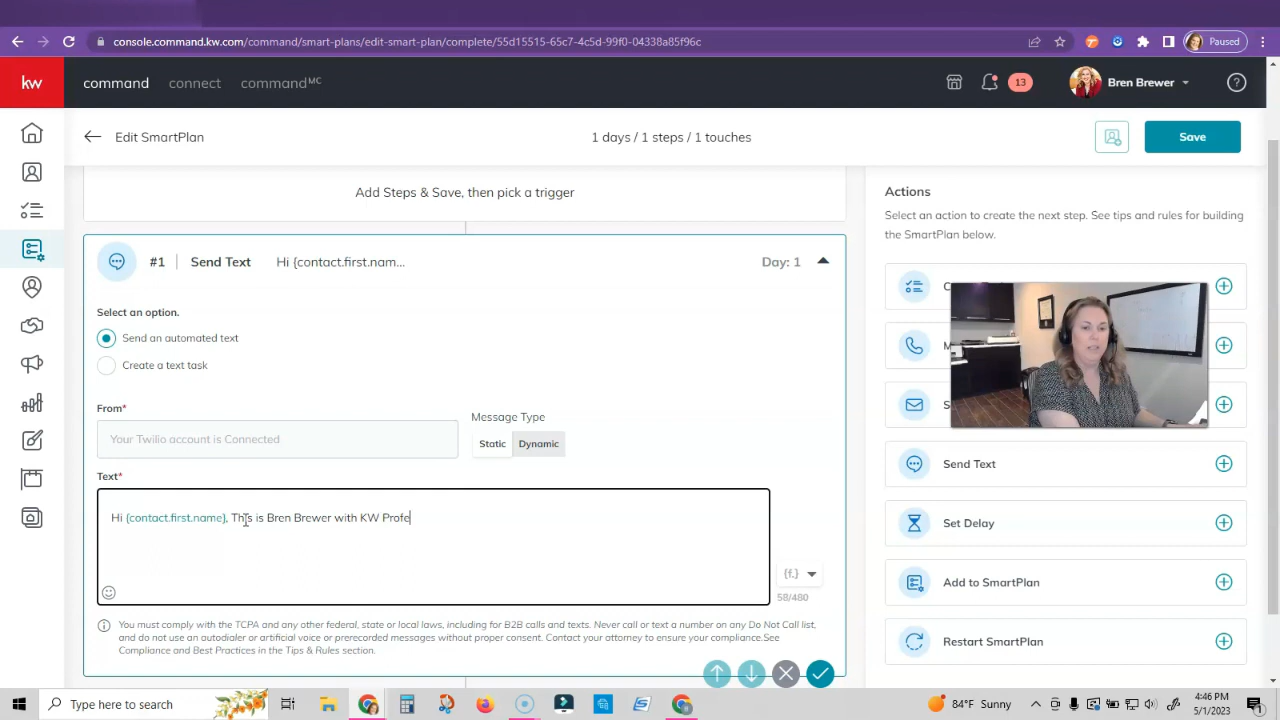 console.command.kw.com/command/smart-plans/edit-smart-plan/complete/55d15515-65c7-4c5d-99f0-04338a85f96c
Paused
kw
command
connect
commandMC
13
Bren Brewer
Edit SmartPlan
1 days / 1 steps / 1 touches
Save
Add Steps & Save, then pick a trigger
#1
Send Text
Hi {contact.first.nam...
Day: 1
Select an option.
Send an automated text
Create a text task
From*
Your Twilio account is Connected
Message Type
Static
Dynamic
Text*
Hi {contact.first.name}, This is Bren Brewer with KW Profe
{f.}
58/480
You must comply with the TCPA and any other federal, state or local laws, including for B2B calls and texts. Never call or text a number on any Do Not Call list,
and do not use an autodialer or artificial voice or prerecorded messages without proper consent. Contact your attorney to ensure your compliance.See
Compliance and Best Practices in the Tips & Rules section.
Actions
Select an action to create the next step. See tips and rules for building
the SmartPlan below.
Send Text
Set Delay
Add to SmartPlan
Restart SmartPlan
Type here to search
84°F Sunny
4:46 PM
5/1/2023